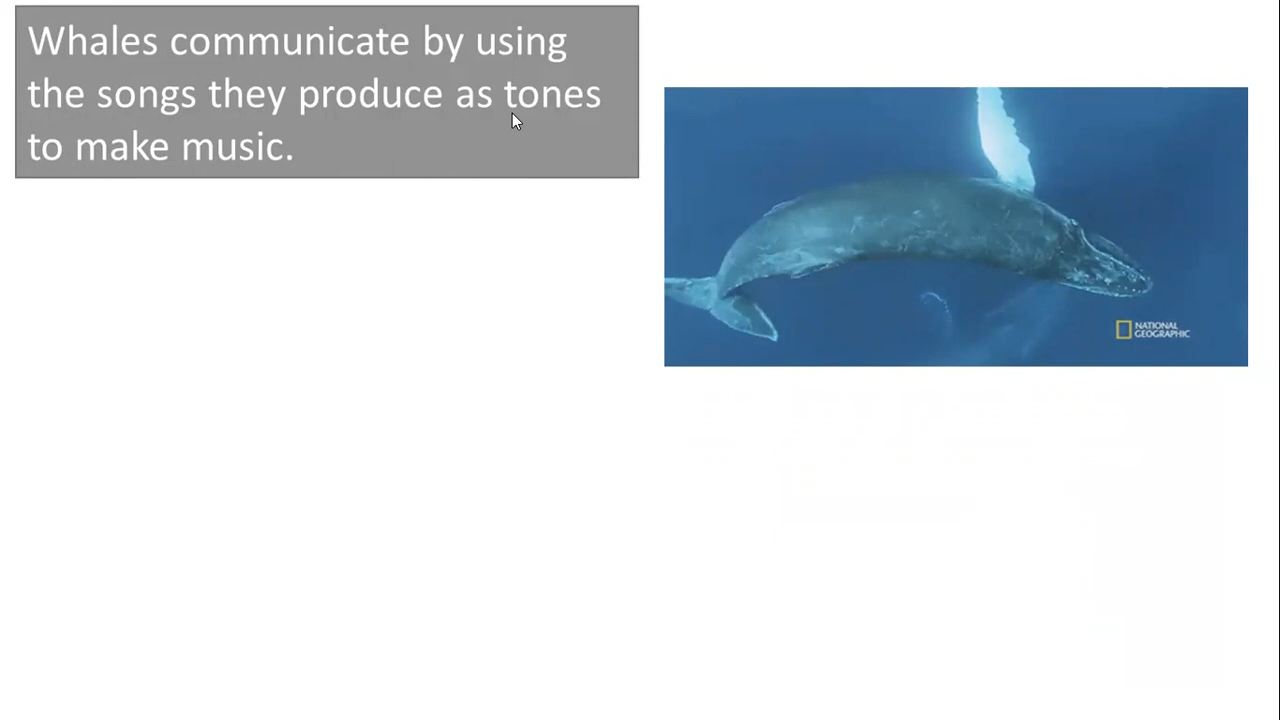 Whales communicate by using
the songs they produce as tones
to make music.
NATIONAL
GEOGRAPHIC